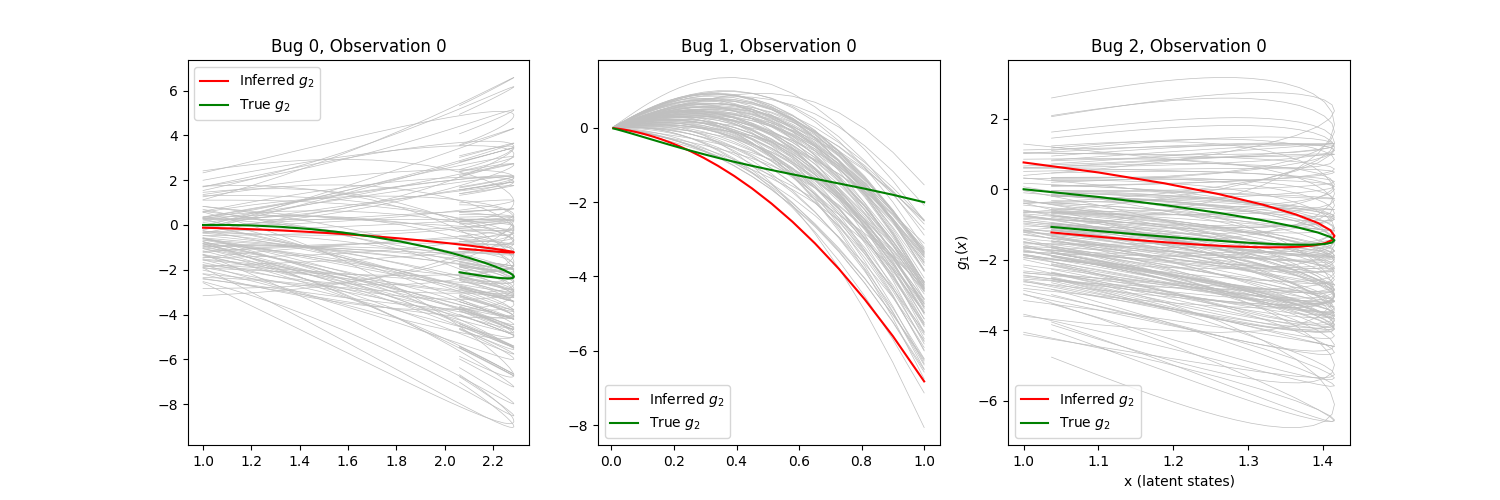 Bug 0, Observation 0
Inferred g₂
True g₂
6
4
2
0
−2
−4
−6
−8
1.0 1.2 1.4 1.6 1.8 2.0 2.2
Bug 1, Observation 0
0
−2
−4
−6
−8
Inferred g₂
True g₂
0.0 0.2 0.4 0.6 0.8 1.0
Bug 2, Observation 0
g₁(x)
2
0
−2
−4
−6
Inferred g₂
True g₂
1.0 1.1 1.2 1.3 1.4
x (latent states)